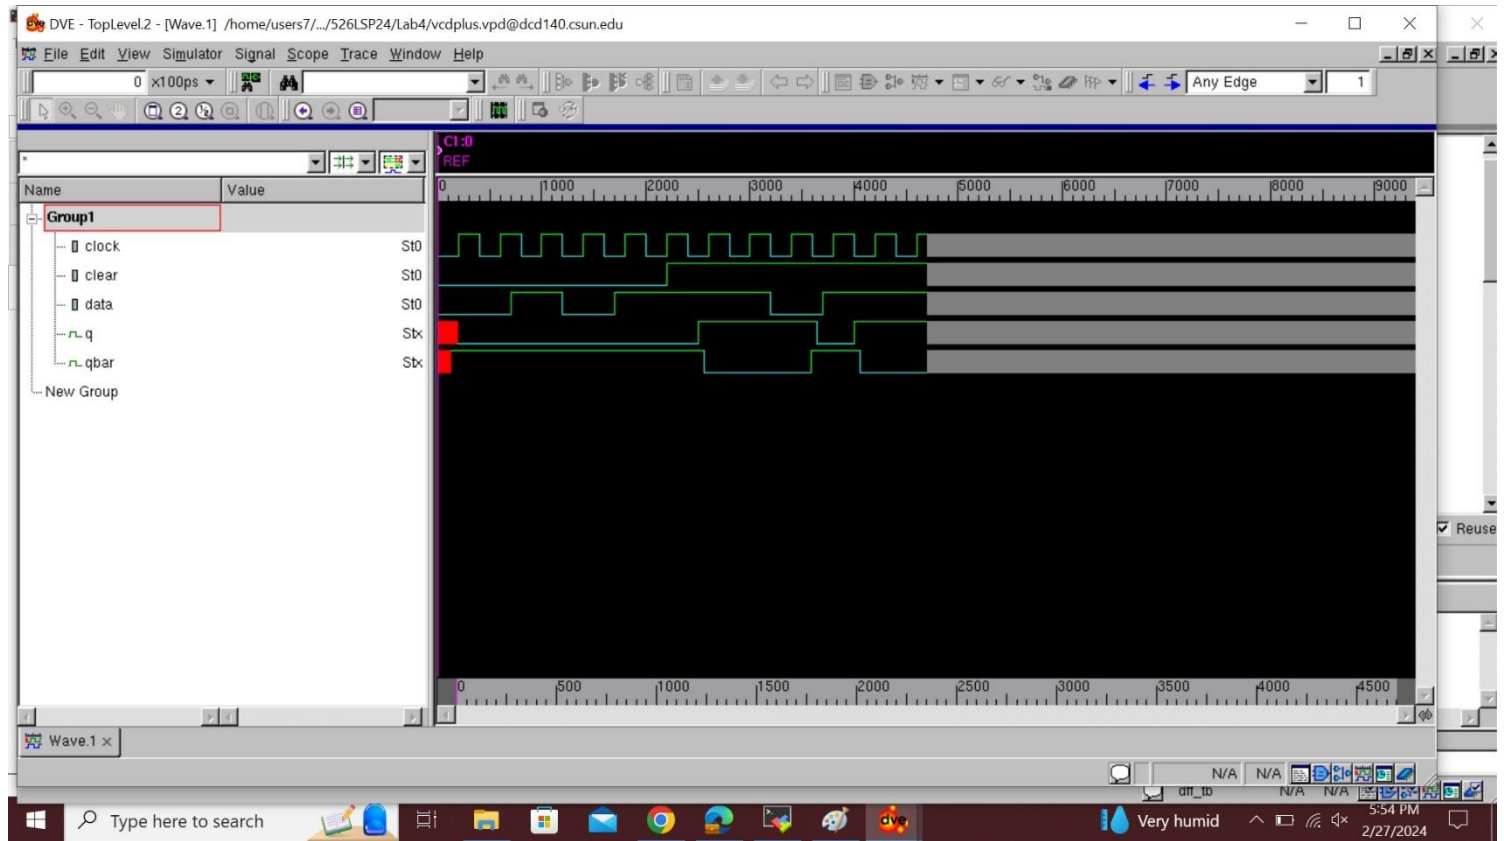 DVE - TopLevel.2 - [Wave.1] /home/users7/.../526LSP24/Lab4/vcdplus.vpd@dcd140.csun.edu
File Edit View Simulator Signal Scope Trace Window Help
0 x100ps Any Edge 1
C1:0
REF
*
Name Value
0 1000 2000 3000 4000 5000 6000 7000 8000 9000
Group1
clock St0
clear St0
data St0
q Stx
qbar Stx
New Group
Reuse
0 500 1000 1500 2000 2500 3000 3500 4000 4500
Wave.1
N/A N/A
dff_tb N/A N/A
Type here to search
dve
Very humid
5:54 PM
2/27/2024